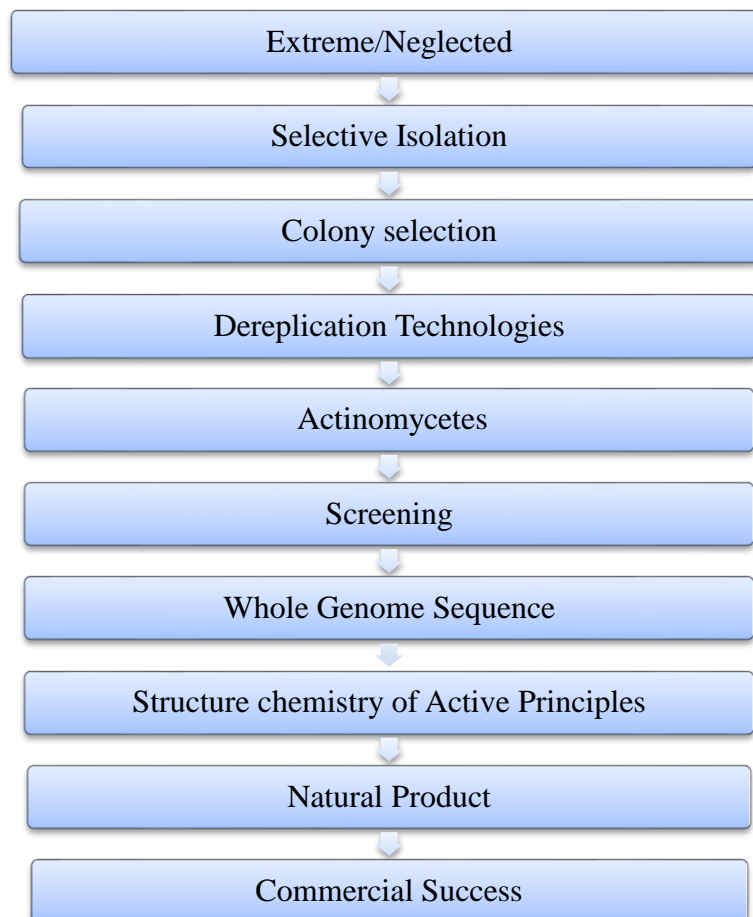 Extreme/Neglected
Selective Isolation
Colony selection
Dereplication Technologies
Actinomycetes
Screening
Whole Genome Sequence
Structure chemistry of Active Principles
Natural Product
Commercial Success